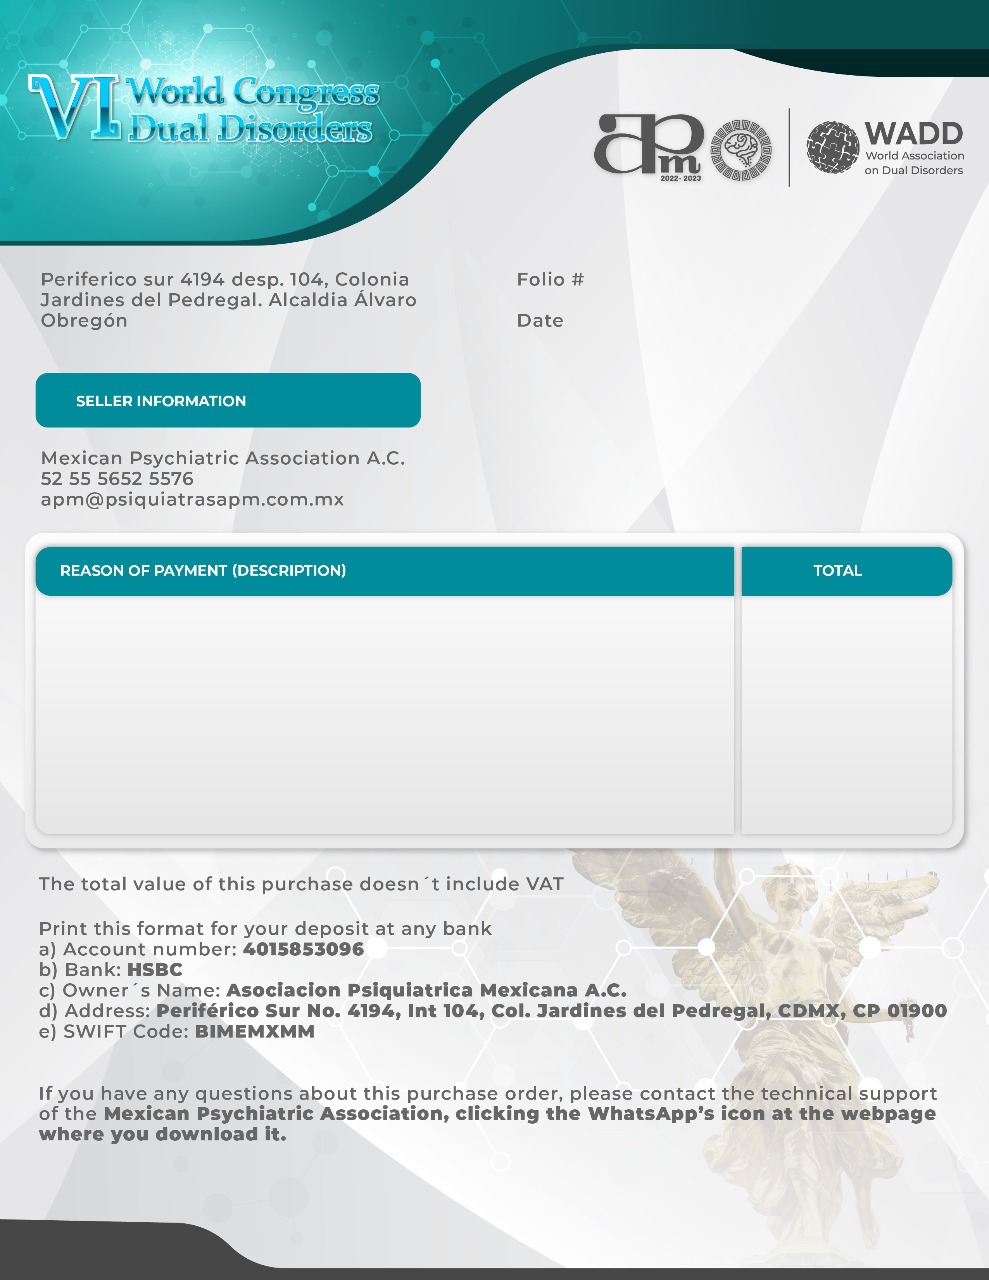 VI World Congress
Dual Disorders
apm
2022- 2023
WADD
World Association
on Dual Disorders
Periferico sur 4194 desp. 104, Colonia
Jardines del Pedregal. Alcaldia Álvaro
Obregón
Folio #
Date
SELLER INFORMATION
Mexican Psychiatric Association A.C.
52 55 5652 5576
apm@psiquiatrasapm.com.mx
REASON OF PAYMENT (DESCRIPTION)
TOTAL
The total value of this purchase doesn´t include VAT
Print this format for your deposit at any bank
a) Account number: 4015853096
b) Bank: HSBC
c) Owner´s Name: Asociacion Psiquiatrica Mexicana A.C.
d) Address: Periférico Sur No. 4194, Int 104, Col. Jardines del Pedregal, CDMX, CP 01900
e) SWIFT Code: BIMEMXMM
If you have any questions about this purchase order, please contact the technical support
of the Mexican Psychiatric Association, clicking the WhatsApp’s icon at the webpage
where you download it.